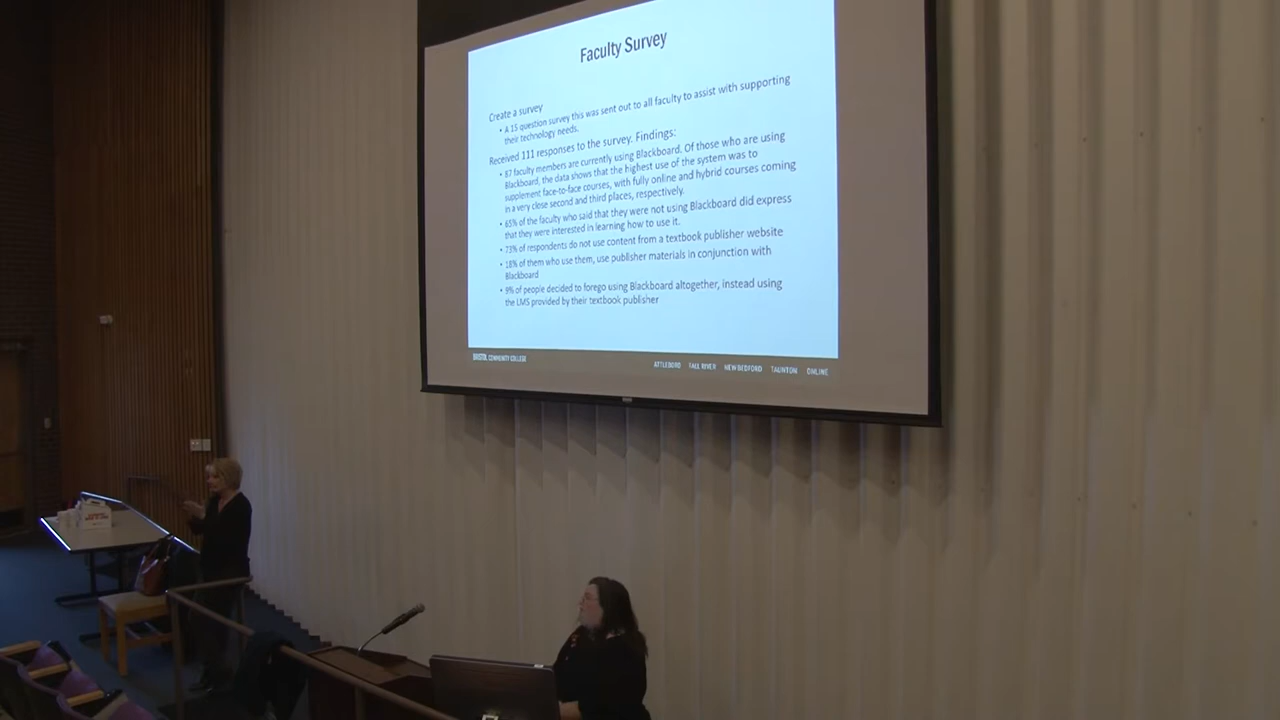 Faculty Survey
Create a survey
• A 15 question survey this was sent out to all faculty to assist with supporting
their technology needs.
Received 111 responses to the survey. Findings:
• 87 faculty members are currently using Blackboard. Of those who are using
Blackboard, the data shows that the highest use of the system was to
supplement face-to-face courses, with fully online and hybrid courses coming
in a very close second and third places, respectively.
• 65% of the faculty who said that they were not using Blackboard did express
that they were interested in learning how to use it.
• 73% of respondents do not use content from a textbook publisher website
• 18% of them who use them, use publisher materials in conjunction with
Blackboard
• 9% of people decided to forego using Blackboard altogether, instead using
the LMS provided by their textbook publisher
BRISTOL COMMUNITY COLLEGE
ATTLEBORO FALL RIVER NEW BEDFORD TAUNTON ONLINE